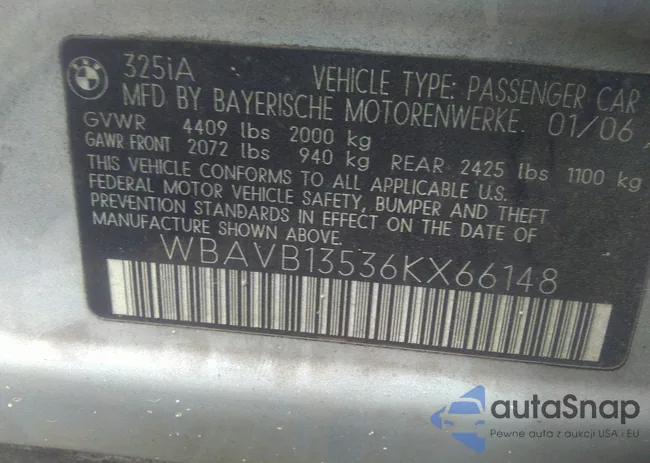 325iA VEHICLE TYPE: PASSENGER CAR
MFD BY BAYERISCHE MOTORENWERKE. 01/06
GVWR 4409 lbs 2000 kg
GAWR FRONT 2072 lbs 940 kg REAR 2425 lbs 1100 kg
THIS VEHICLE CONFORMS TO ALL APPLICABLE U.S.
FEDERAL MOTOR VEHICLE SAFETY, BUMPER AND THEFT
PREVENTION STANDARDS IN EFFECT ON THE DATE OF
MANUFACTURE SHOWN ABOVE.
WBAVB13536KX66148
autaSnap
Pewne auta z aukcji USA i EU